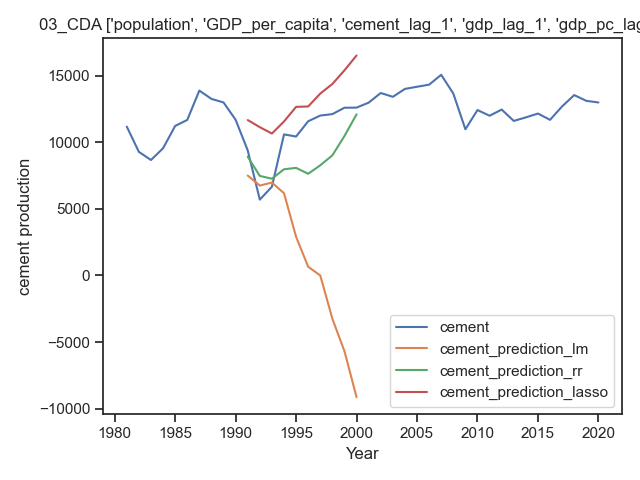 03_CDA ['population', 'GDP_per_capita', 'cement_lag_1', 'gdp_lag_1', 'gdp_pc_lag
15000
10000
5000
0
−5000
−10000
cement production
1980 1985 1990 1995 2000 2005 2010 2015 2020
Year
cement
cement_prediction_lm
cement_prediction_rr
cement_prediction_lasso